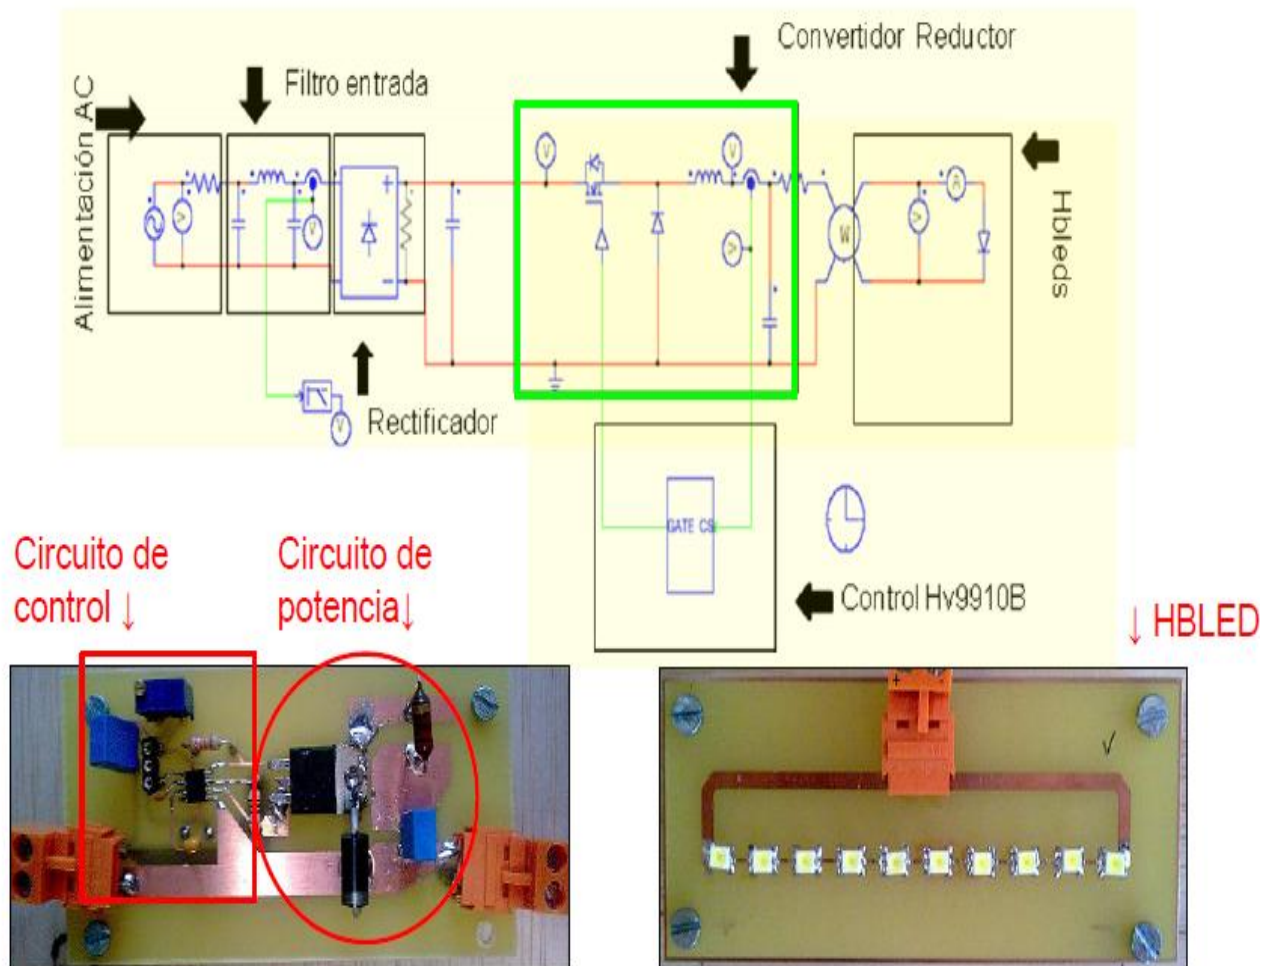 Convertidor Reductor
Filtro entrada
Alimentación AC
V
V
V
V
V
A
V
W
Hbleds
+
−
V
V
Rectificador
GATE CS
Control Hv9910B
Circuito de
control ↓
Circuito de
potencia↓
↓ HBLED
+ -